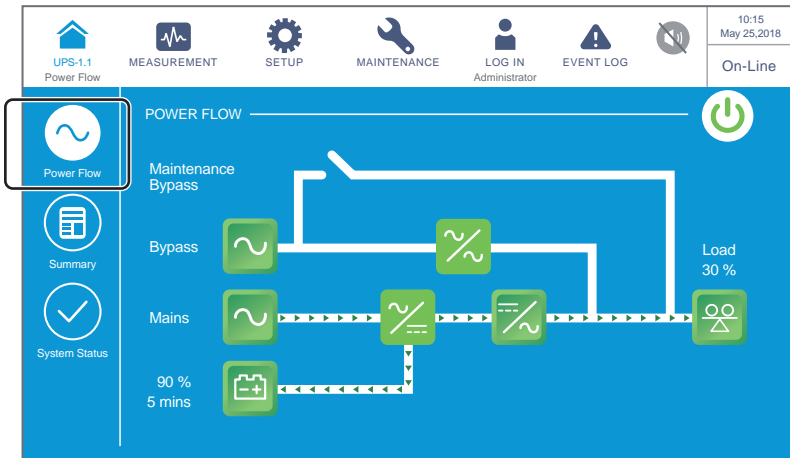 UPS-1.1
Power Flow
MEASUREMENT
SETUP
MAINTENANCE
LOG IN
Administrator
EVENT LOG
10:15
May 25,2018
On-Line
Power Flow
Summary
System Status
POWER FLOW
Maintenance
Bypass
Bypass
Load
30 %
Mains
90 %
5 mins